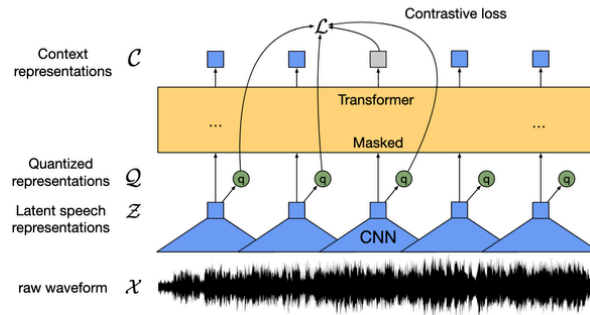 Contrastive loss
ℒ
Context
representations
𝒞
Transformer
...
...
Masked
Quantized
representations
𝒬
q
q
q
q
q
Latent speech
representations
𝒵
CNN
raw waveform
𝒳